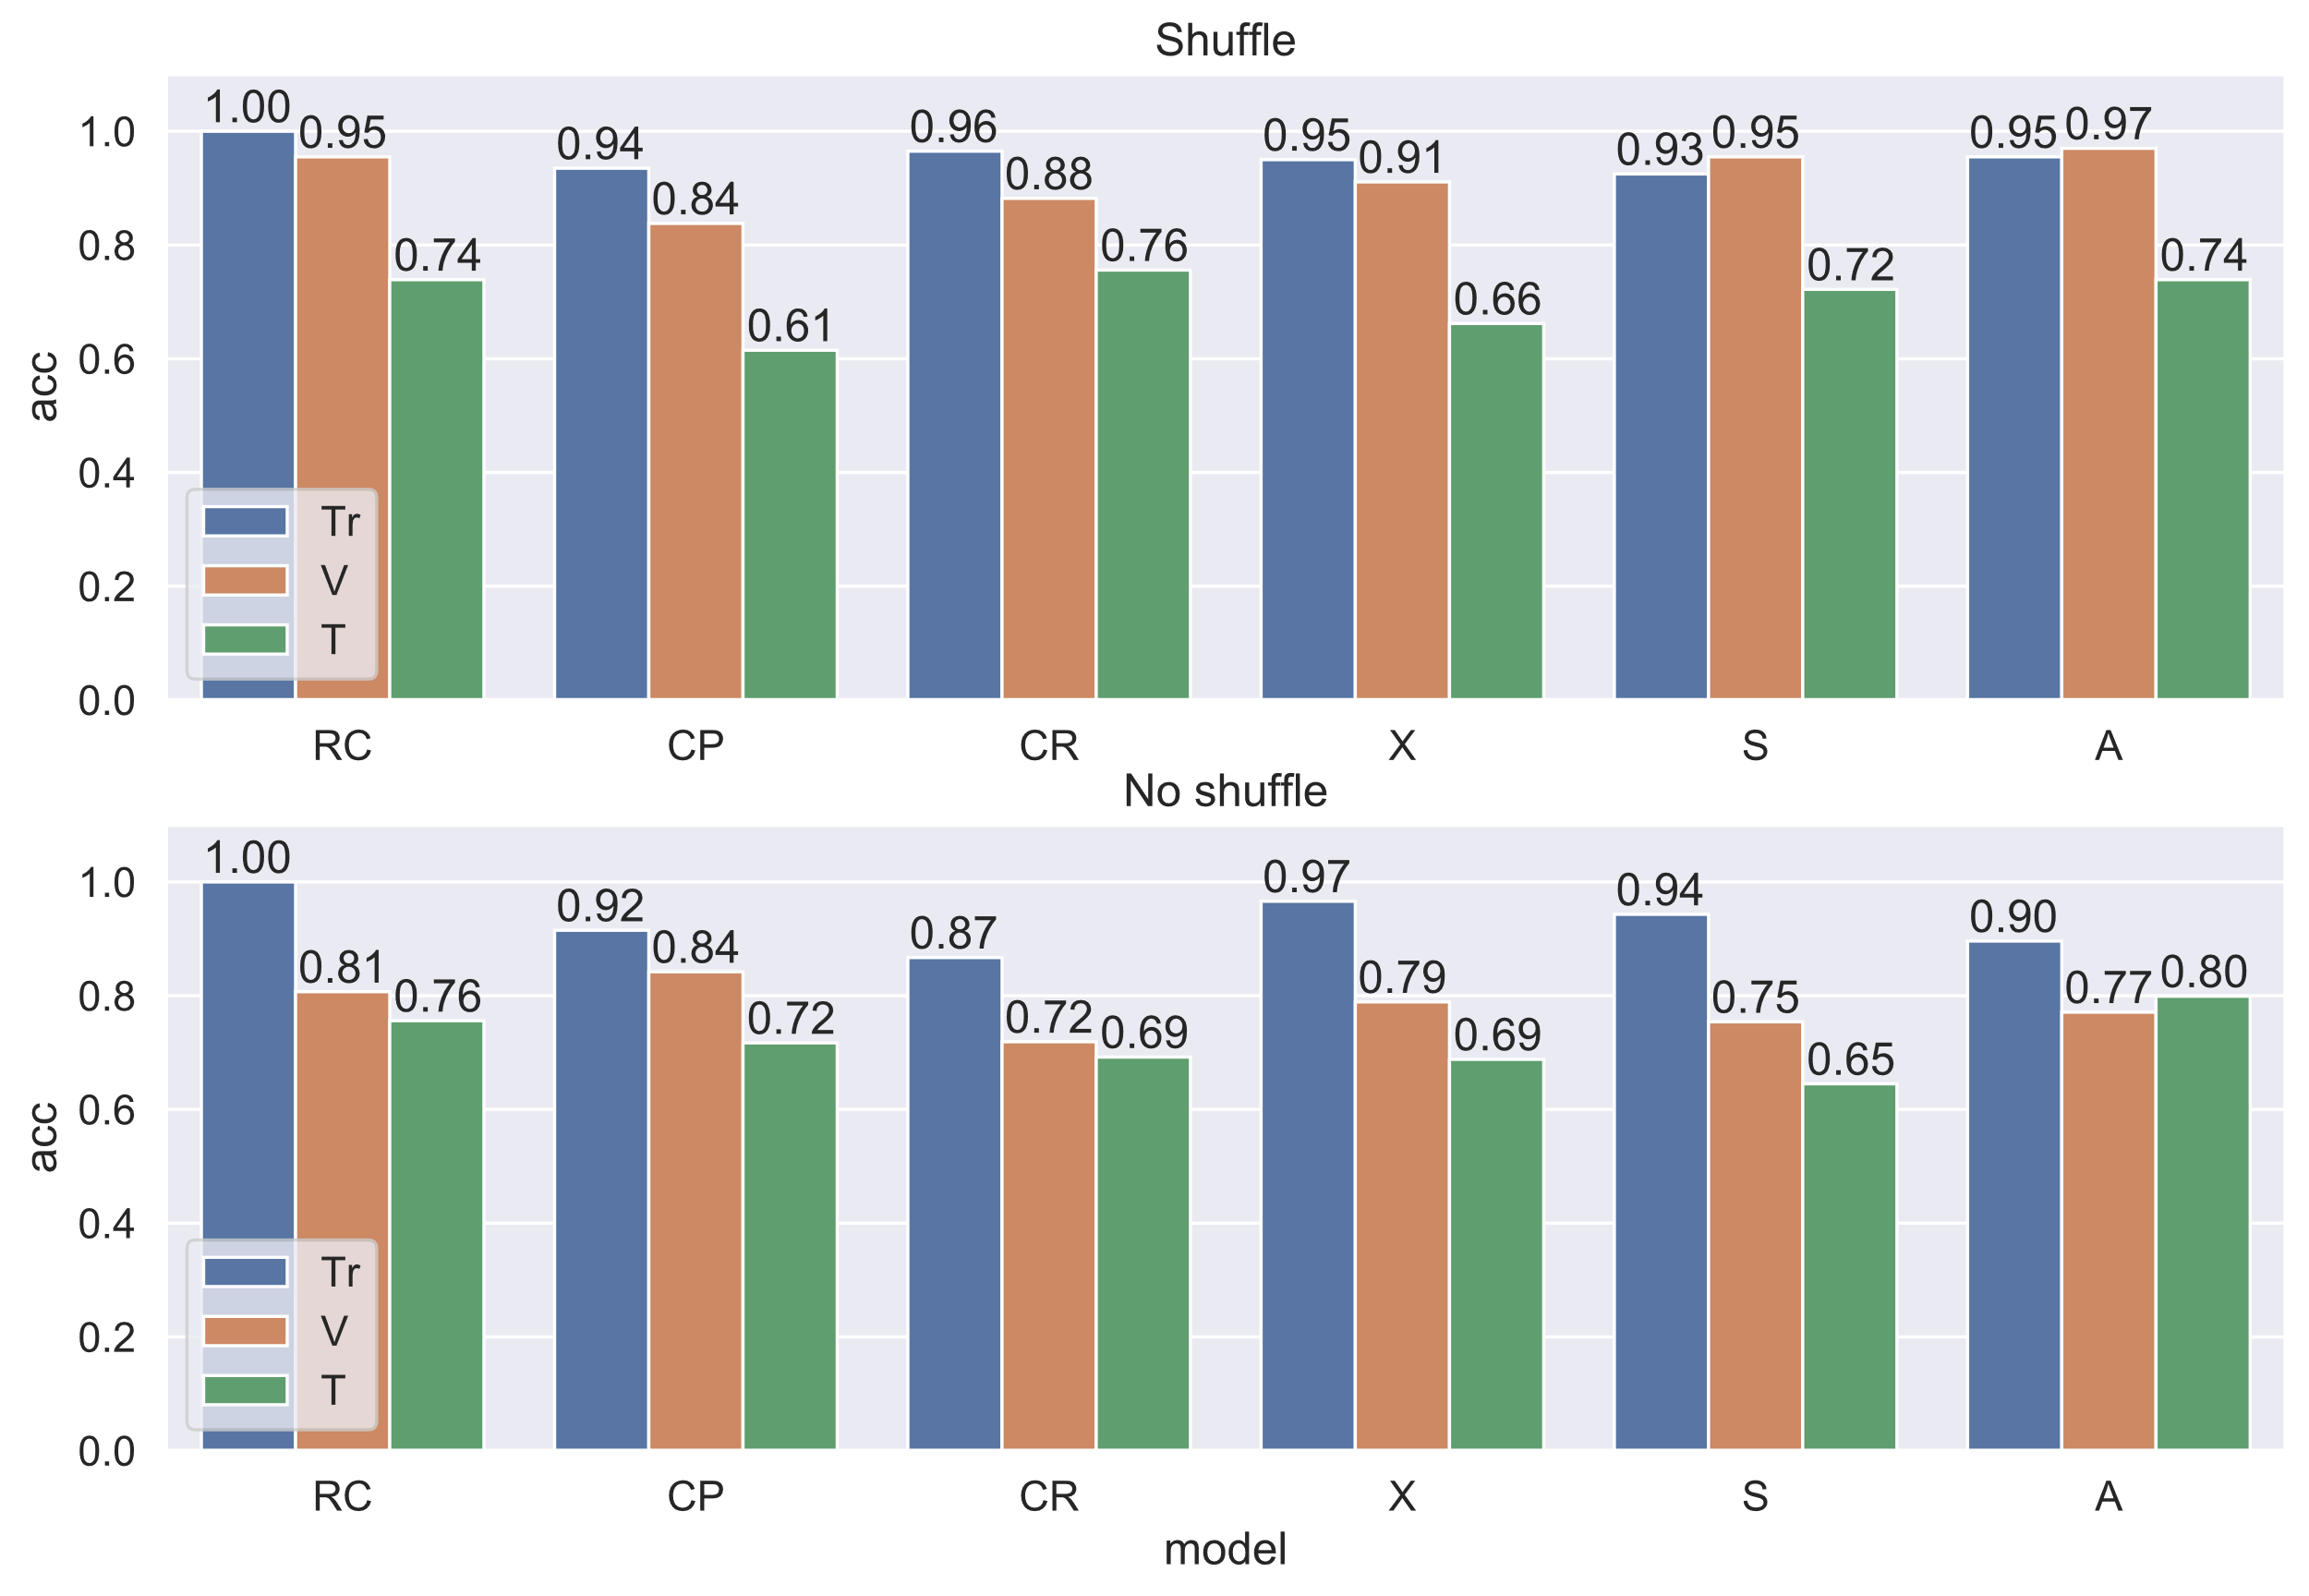 Shuffle
acc
1.0
0.8
0.6
0.4
0.2
0.0
1.00 0.95 0.74
0.94 0.84 0.61
0.96 0.88 0.76
0.95 0.91 0.66
0.93 0.95 0.72
0.95 0.97 0.74
Tr
V
T
RC CP CR X S A
No shuffle
acc
1.0
0.8
0.6
0.4
0.2
0.0
1.00 0.81 0.76
0.92 0.84 0.72
0.87 0.72 0.69
0.97 0.79 0.69
0.94 0.75 0.65
0.90 0.77 0.80
Tr
V
T
RC CP CR X S A
model